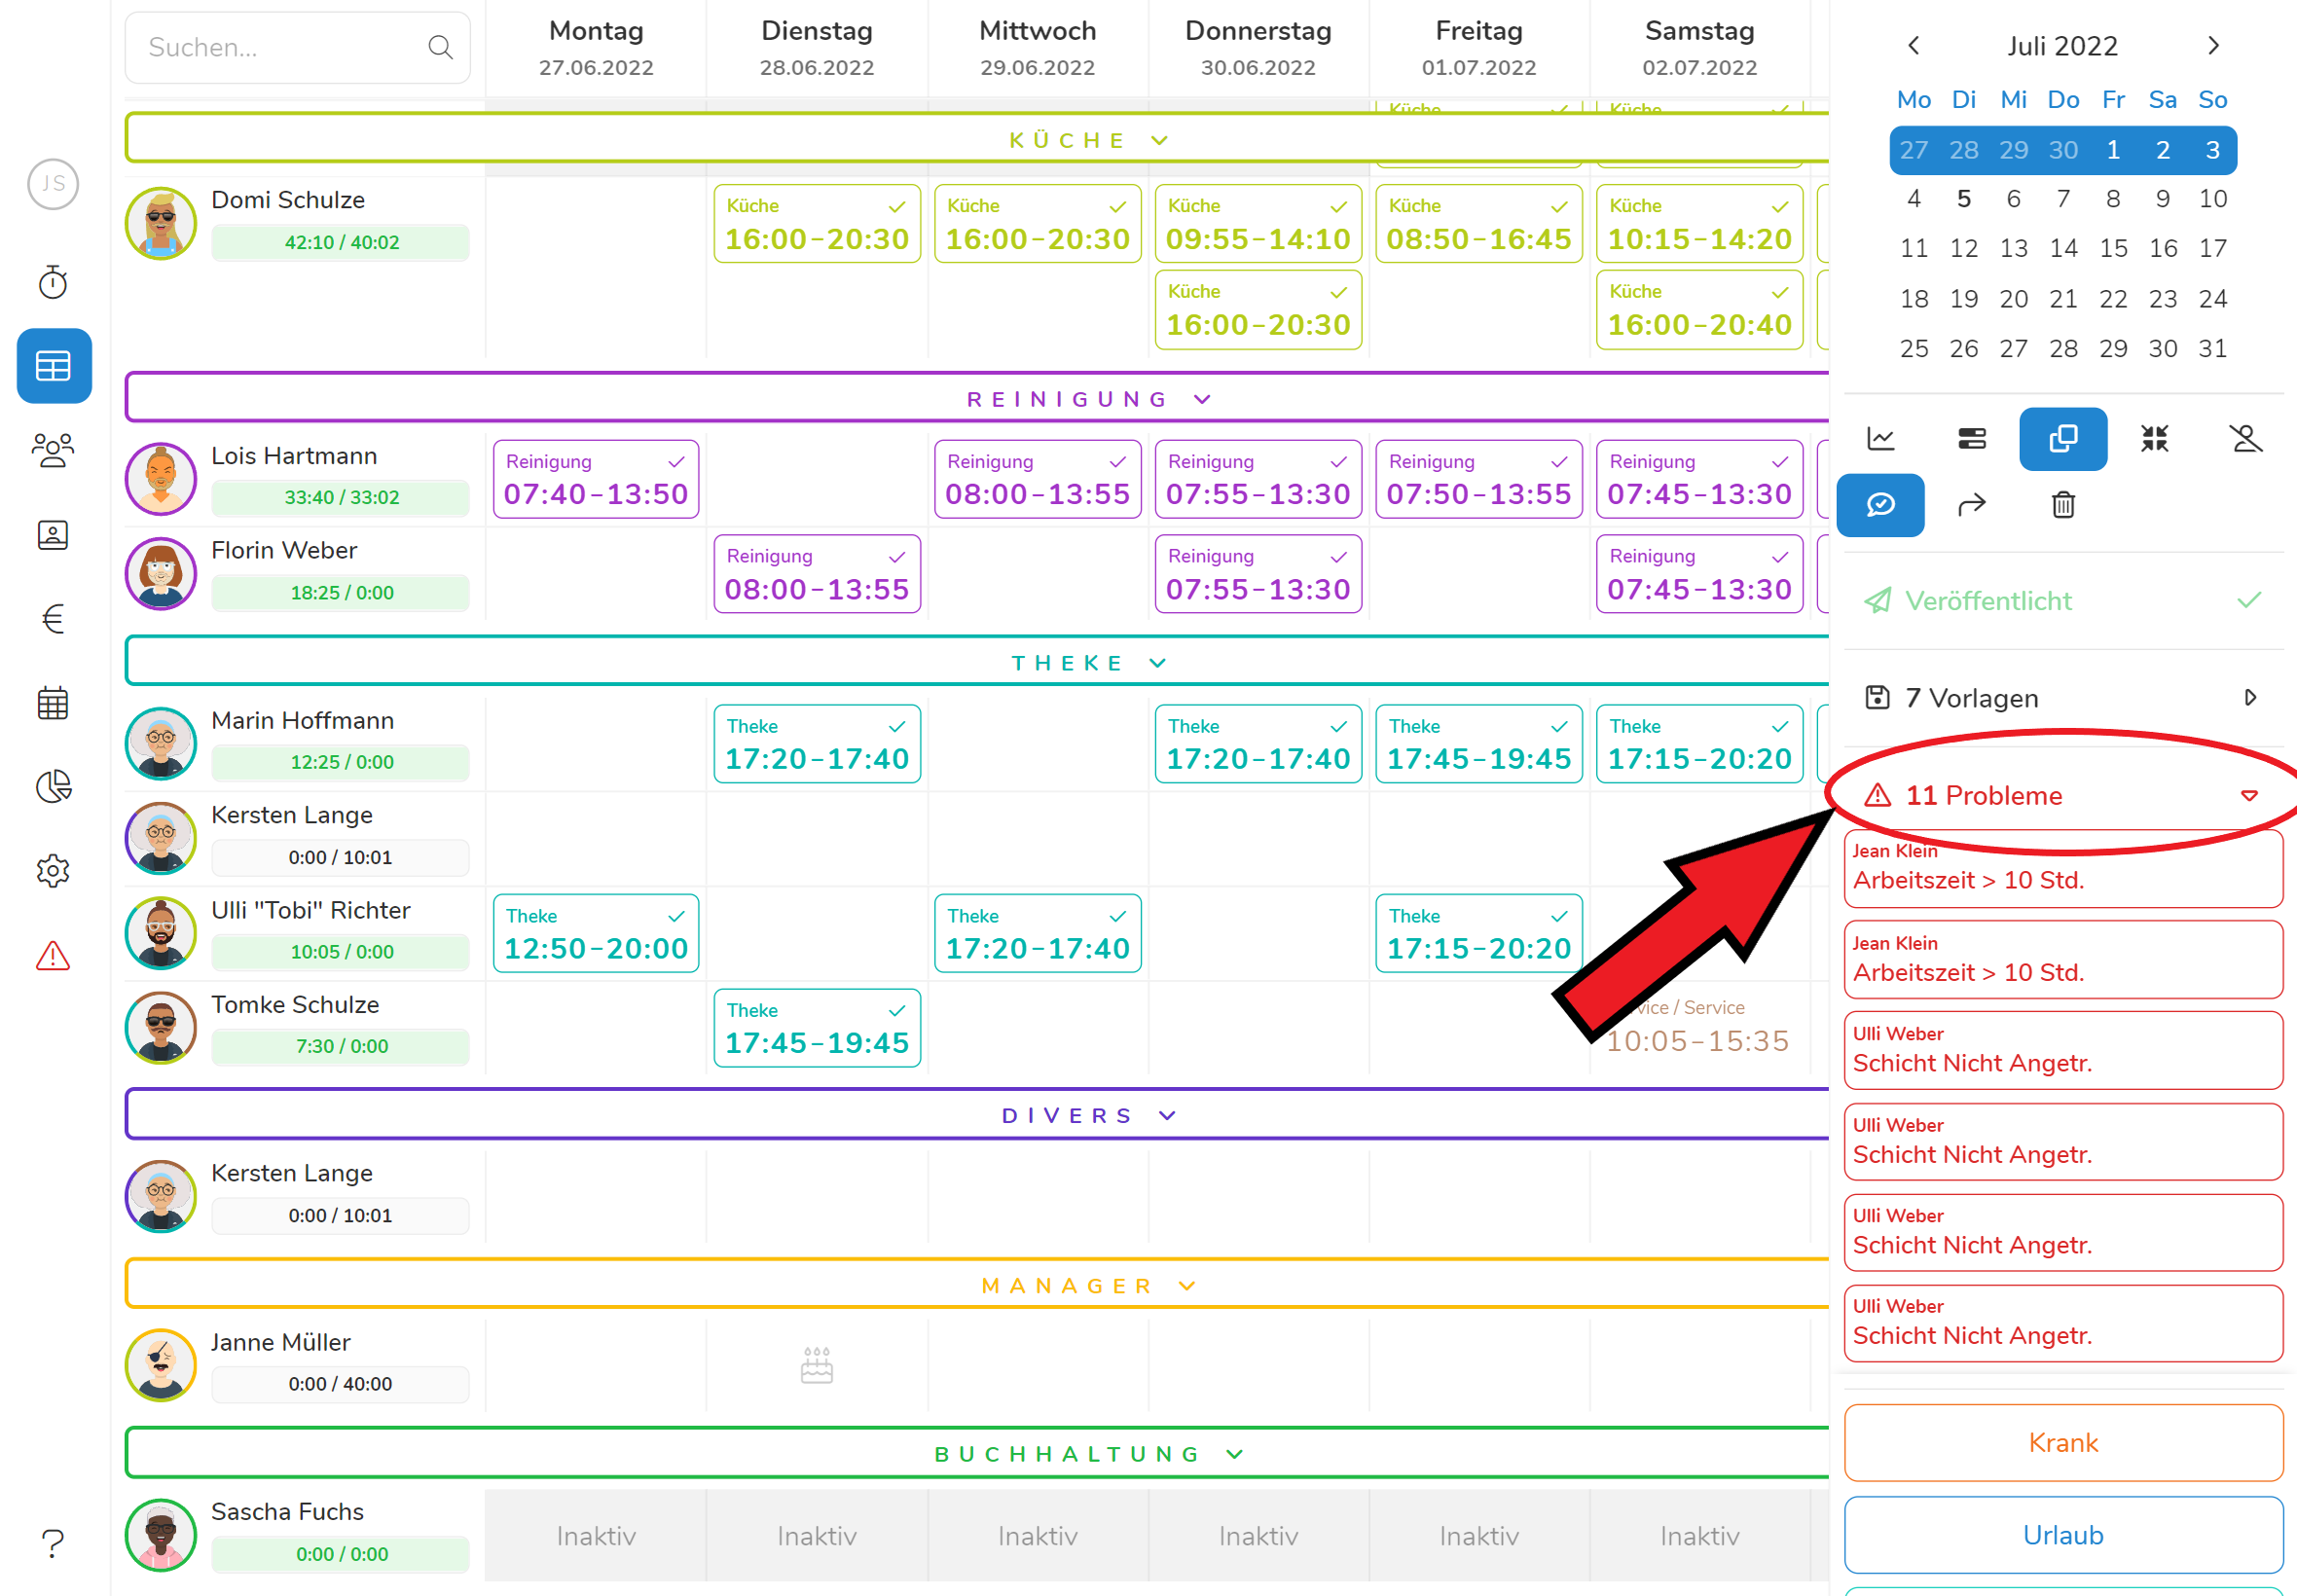 JS
?
Suchen...
Montag
27.06.2022
Dienstag
28.06.2022
Mittwoch
29.06.2022
Donnerstag
30.06.2022
Freitag
01.07.2022
Samstag
02.07.2022
Küche
Küche
KÜCHE
Domi Schulze
42:10 / 40:02
Küche
16:00–20:30
Küche
16:00–20:30
Küche
09:55–14:10
Küche
08:50–16:45
Küche
10:15–14:20
Küche
16:00–20:30
Küche
16:00–20:40
REINIGUNG
Lois Hartmann
33:40 / 33:02
Reinigung
07:40–13:50
Reinigung
08:00–13:55
Reinigung
07:55–13:30
Reinigung
07:50–13:55
Reinigung
07:45–13:30
Florin Weber
18:25 / 0:00
Reinigung
08:00–13:55
Reinigung
07:55–13:30
Reinigung
07:45–13:30
THEKE
Marin Hoffmann
12:25 / 0:00
Theke
17:20–17:40
Theke
17:20–17:40
Theke
17:45–19:45
Theke
17:15–20:20
Kersten Lange
0:00 / 10:01
Ulli "Tobi" Richter
10:05 / 0:00
Theke
12:50–20:00
Theke
17:20–17:40
Theke
17:15–20:20
Tomke Schulze
7:30 / 0:00
Theke
17:45–19:45
/ Service
10:05–15:35
DIVERS
Kersten Lange
0:00 / 10:01
MANAGER
Janne Müller
0:00 / 40:00
BUCHHALTUNG
Sascha Fuchs
0:00 / 0:00
Inaktiv
Inaktiv
Inaktiv
Inaktiv
Inaktiv
Inaktiv
Juli 2022
Mo Di Mi Do Fr Sa So
27 28 29 30 1 2 3
4 5 6 7 8 9 10
11 12 13 14 15 16 17
18 19 20 21 22 23 24
25 26 27 28 29 30 31
Veröffentlicht
7 Vorlagen
11 Probleme
Jean Klein
Arbeitszeit > 10 Std.
Jean Klein
Arbeitszeit > 10 Std.
Ulli Weber
Schicht Nicht Angetr.
Ulli Weber
Schicht Nicht Angetr.
Ulli Weber
Schicht Nicht Angetr.
Ulli Weber
Schicht Nicht Angetr.
Krank
Urlaub